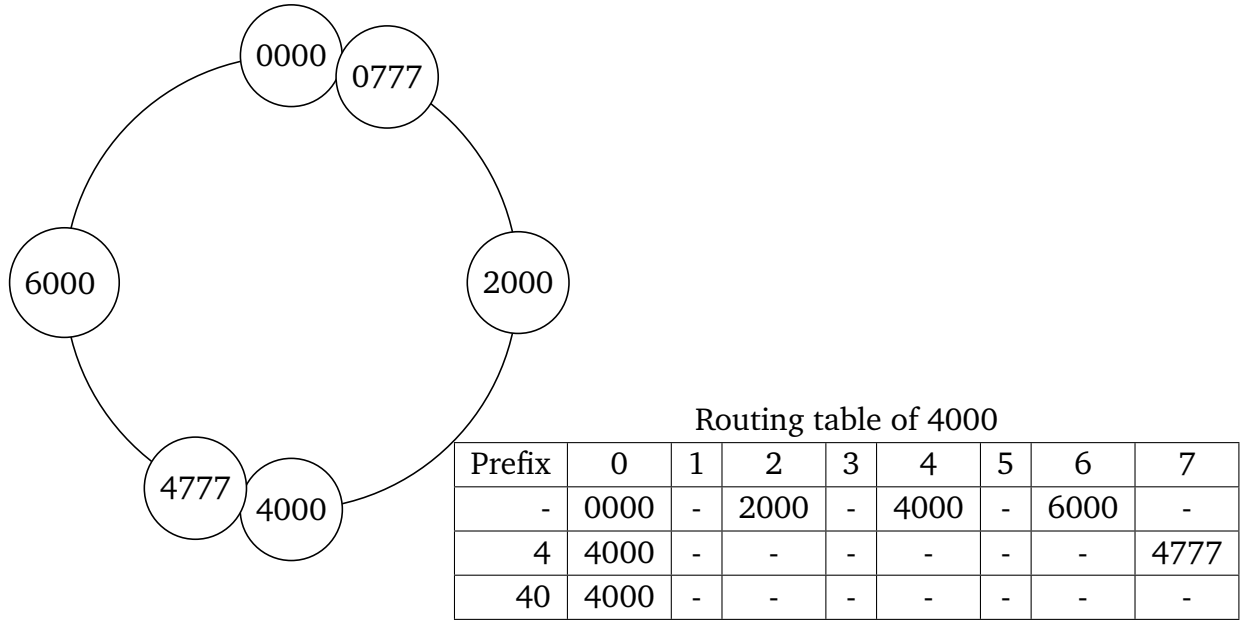 0000
0777
6000
2000
4777
4000
Routing table of 4000
Prefix 0 1 2 3 4 5 6 7
- 0000 - 2000 - 4000 - 6000 -
4 4000 - - - - - - 4777
40 4000 - - - - - - -